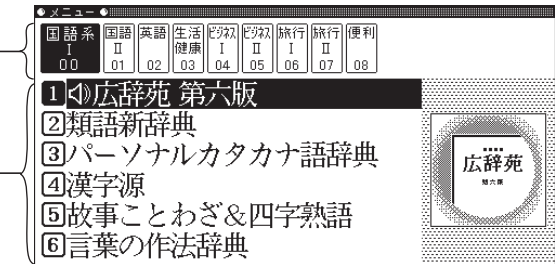 メニュー
国語系 国語 英語 生活 ビジネス ビジネス 旅行 旅行 便利
I II 健康 I II I II
00 01 02 03 04 05 06 07 08
1 広辞苑 第六版
2 類語新辞典
3 パーソナルカタカナ語辞典
4 漢字源
5 故事ことわざ&四字熟語
6 言葉の作法辞典
広辞苑
第六版